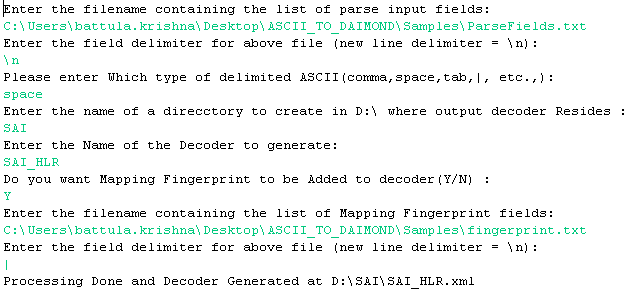 Enter the filename containing the list of parse input fields:
C:\Users\battula.krishna\Desktop\ASCII_TO_DAIMOND\Samples\ParseFields.txt
Enter the field delimiter for above file (new line delimiter = \n):
\n
Please enter Which type of delimited ASCII(comma,space,tab,|, etc.,):
space
Enter the name of a direcctory to create in D:\ where output decoder Resides :
SAI
Enter the Name of the Decoder to generate:
SAI_HLR
Do you want Mapping Fingerprint to be Added to decoder(Y/N) :
Y
Enter the filename containing the list of Mapping Fingerprint fields:
C:\Users\battula.krishna\Desktop\ASCII_TO_DAIMOND\Samples\fingerprint.txt
Enter the field delimiter for above file (new line delimiter = \n):
|
Processing Done and Decoder Generated at D:\SAI\SAI_HLR.xml